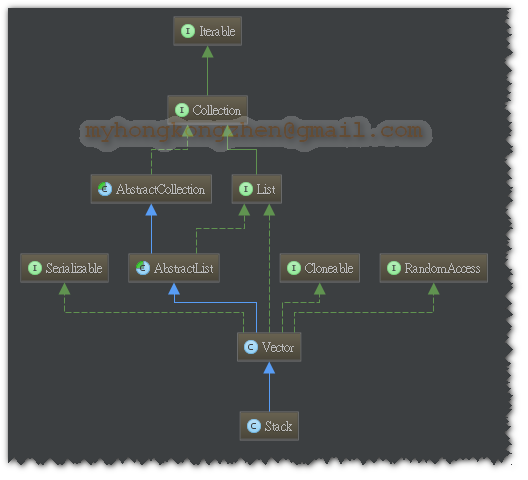 I Iterable
I Collection
myhongkongzhen@gmail.com
C AbstractCollection
I List
I Serializable
C AbstractList
I Cloneable
I RandomAccess
C Vector
C Stack